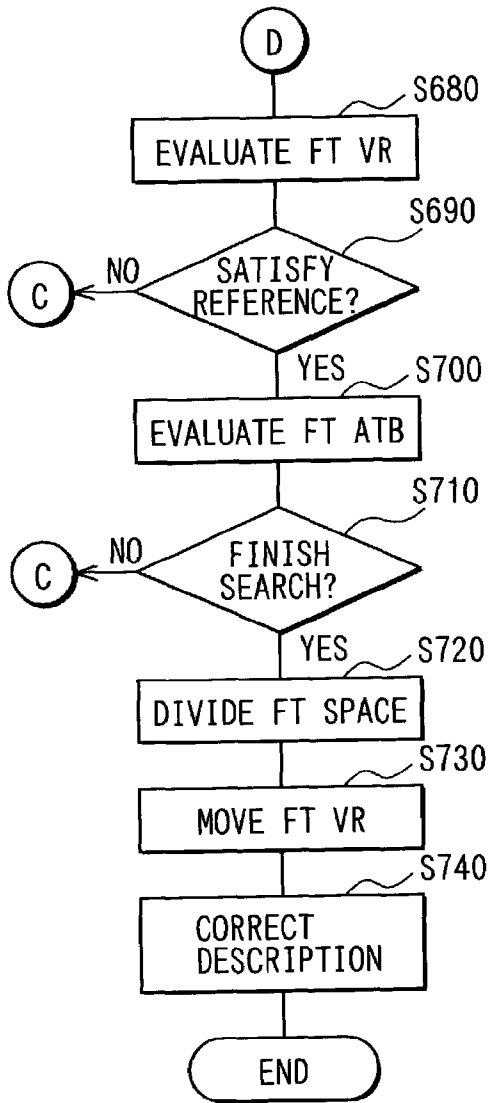 D
S680
EVALUATE FT VR
S690
SATISFY
REFERENCE?
NO
C
YES
S700
EVALUATE FT ATB
S710
FINISH
SEARCH?
NO
C
YES
S720
DIVIDE FT SPACE
S730
MOVE FT VR
S740
CORRECT
DESCRIPTION
END